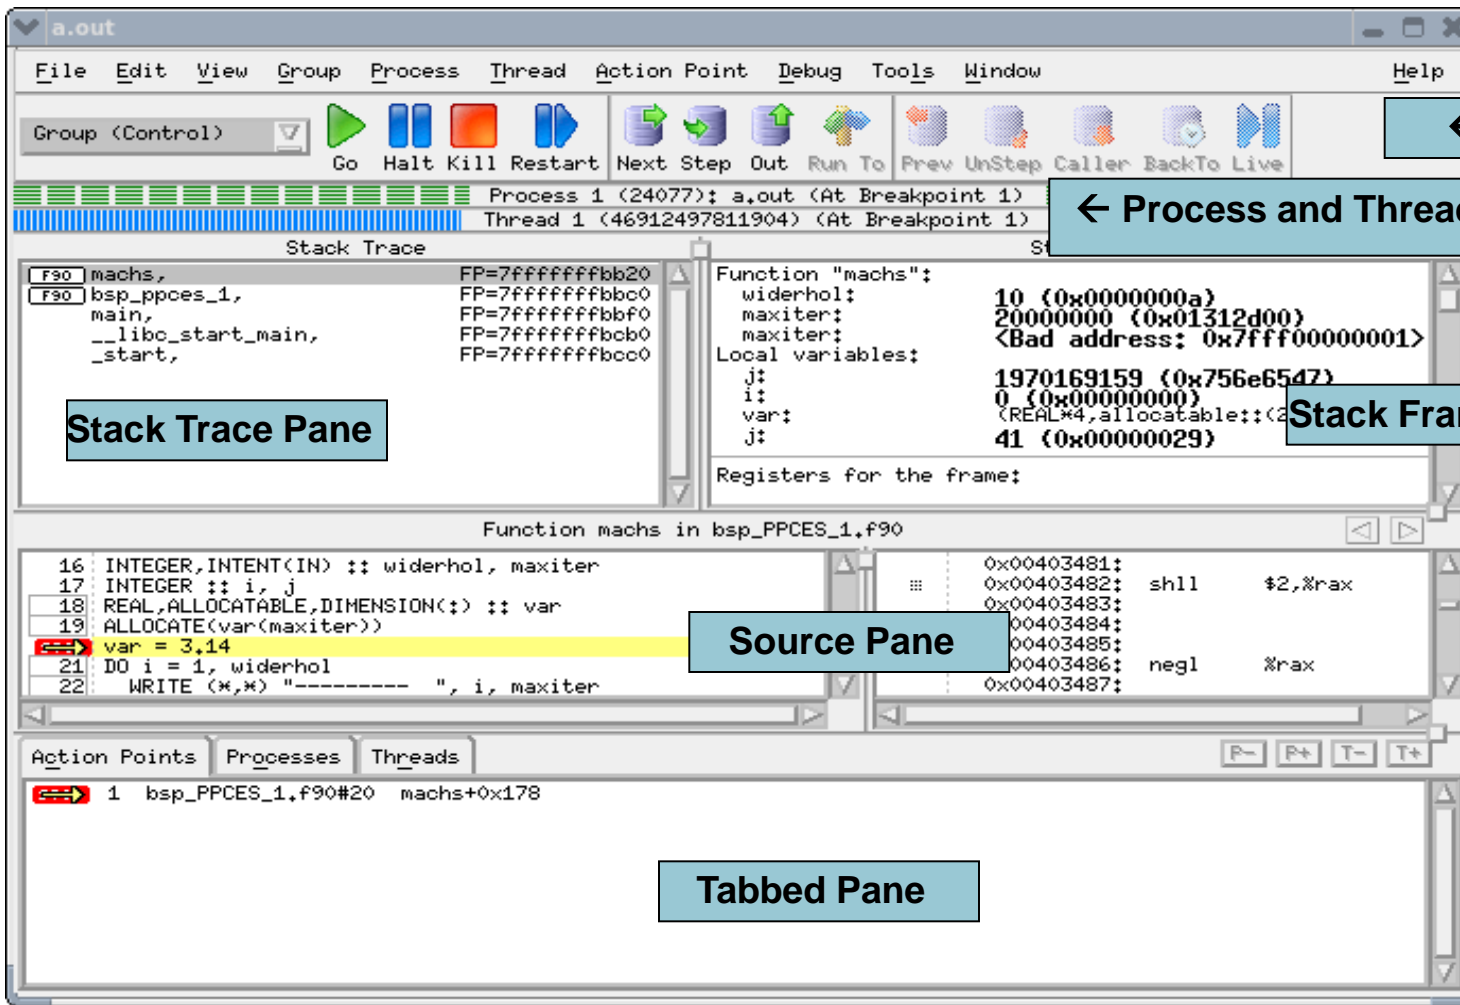 a.out
File Edit View Group Process Thread Action Point Debug Tools Window Help
Group (Control)
Go Halt Kill Restart Next Step Out Run To Prev UnStep Caller BackTo Live
←
Process 1 (24077): a.out (At Breakpoint 1)
Thread 1 (46912497811904) (At Breakpoint 1)
← Process and Threa
Stack Trace
F90 machs, FP=7fffffffbb20
F90 bsp_ppces_1, FP=7fffffffbbc0
main, FP=7fffffffbbf0
__libc_start_main, FP=7fffffffbcb0
_start, FP=7fffffffbcc0
Stack Trace Pane
Function "machs":
widerhol: 10 (0x0000000a)
maxiter: 20000000 (0x01312d00)
maxiter: <Bad address: 0x7fff00000001>
Local variables:
j: 1970169159 (0x756e6547)
i: 0 (0x00000000)
var: (REAL*4,allocatable::(2
j: 41 (0x00000029)
Stack Fra
Registers for the frame:
Function machs in bsp_PPCES_1.f90
16 INTEGER,INTENT(IN) :: widerhol, maxiter
17 INTEGER :: i, j
18 REAL,ALLOCATABLE,DIMENSION(:) :: var
19 ALLOCATE(var(maxiter))
var = 3.14
21 DO i = 1, widerhol
22 WRITE (*,*) "--------- ", i, maxiter
Source Pane
0x00403481:
0x00403482: shll $2,%rax
0x00403483:
00403484:
00403485:
00403486: negl %rax
0x00403487:
Action Points Processes Threads P- P+ T- T+
1 bsp_PPCES_1.f90#20 machs+0x178
Tabbed Pane